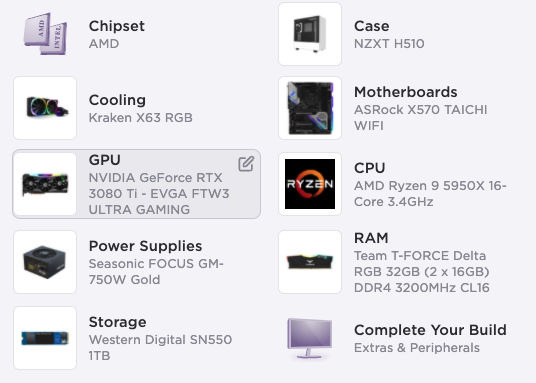 Chipset
AMD
AMD
INTEL
Case
NZXT H510
Cooling
Kraken X63 RGB
Motherboards
ASRock X570 TAICHI
WIFI
GPU
NVIDIA GeForce RTX
3080 Ti - EVGA FTW3
ULTRA GAMING
CPU
AMD Ryzen 9 5950X 16-
Core 3.4GHz
RYZEN
Power Supplies
Seasonic FOCUS GM-
750W Gold
RAM
Team T-FORCE Delta
RGB 32GB (2 x 16GB)
DDR4 3200MHz CL16
Storage
Western Digital SN550
1TB
Complete Your Build
Extras & Peripherals